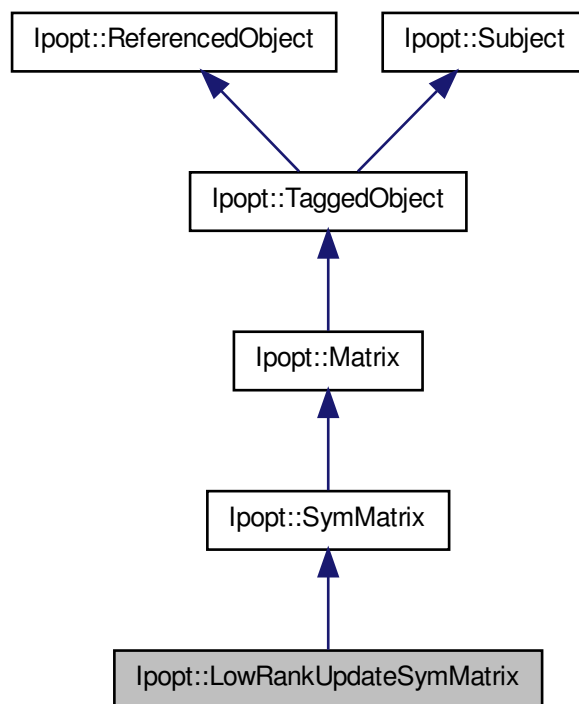 Ipopt::ReferencedObject
Ipopt::Subject
Ipopt::TaggedObject
Ipopt::Matrix
Ipopt::SymMatrix
Ipopt::LowRankUpdateSymMatrix